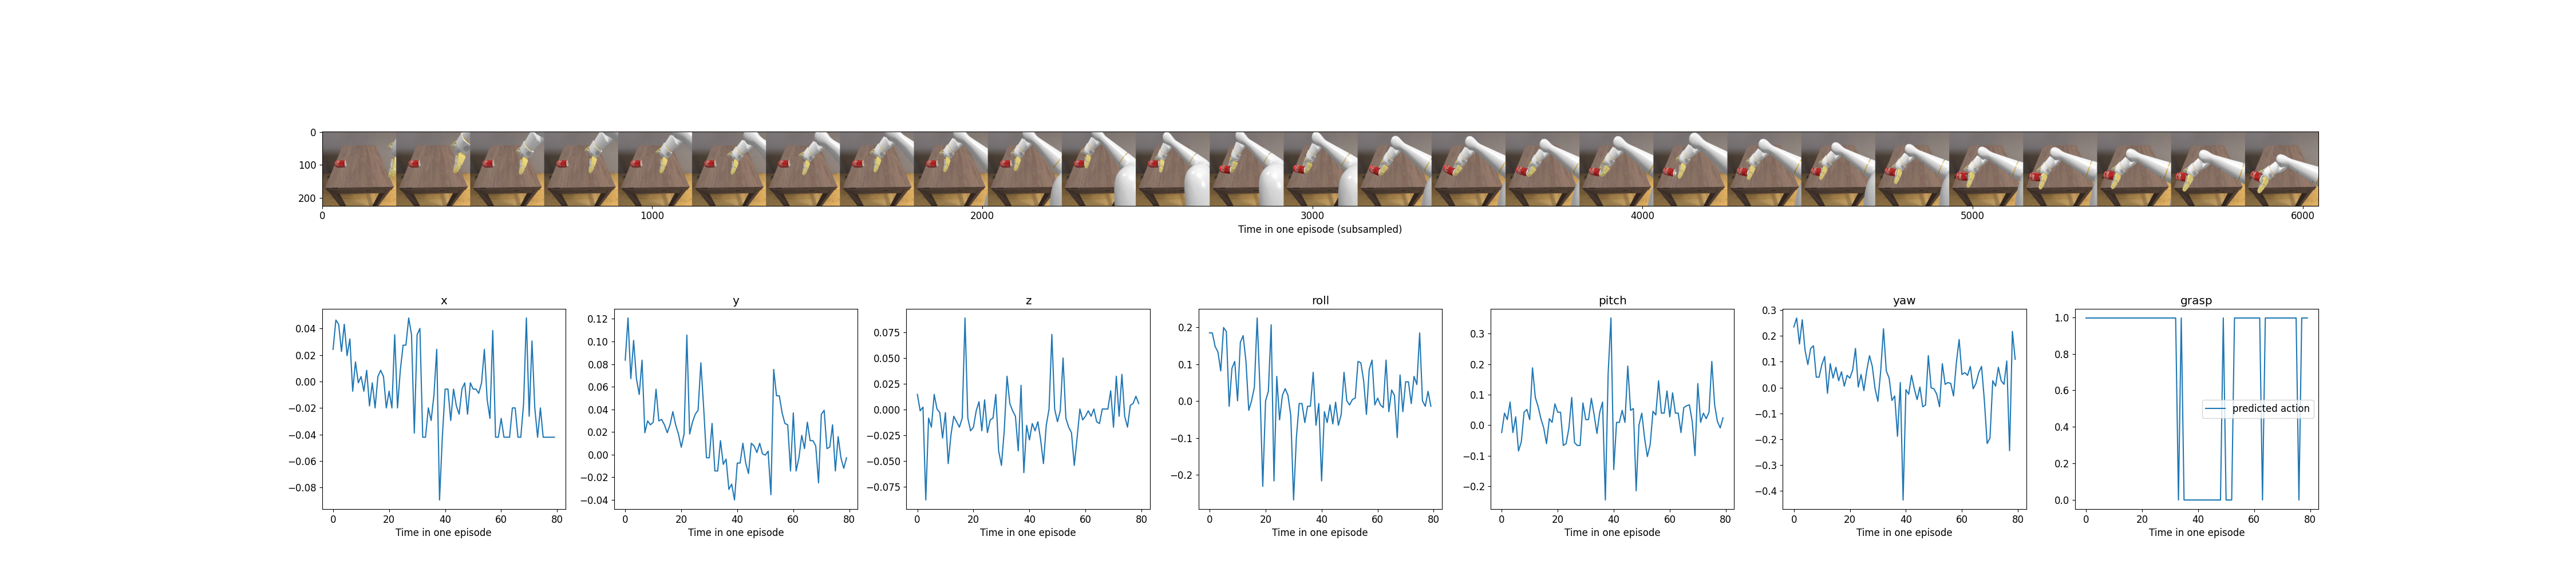 0
100
200
0 1000 2000 3000 4000 5000 6000
Time in one episode (subsampled)
x
0.04
0.02
0.00
−0.02
−0.04
−0.06
−0.08
0 20 40 60 80
Time in one episode
y
0.12
0.10
0.08
0.06
0.04
0.02
0.00
−0.02
−0.04
0 20 40 60 80
Time in one episode
z
0.075
0.050
0.025
0.000
−0.025
−0.050
−0.075
0 20 40 60 80
Time in one episode
roll
0.2
0.1
0.0
−0.1
−0.2
0 20 40 60 80
Time in one episode
pitch
0.3
0.2
0.1
0.0
−0.1
−0.2
0 20 40 60 80
Time in one episode
yaw
0.3
0.2
0.1
0.0
−0.1
−0.2
−0.3
−0.4
0 20 40 60 80
Time in one episode
grasp
1.0
0.8
0.6
0.4
0.2
0.0
predicted action
0 20 40 60 80
Time in one episode